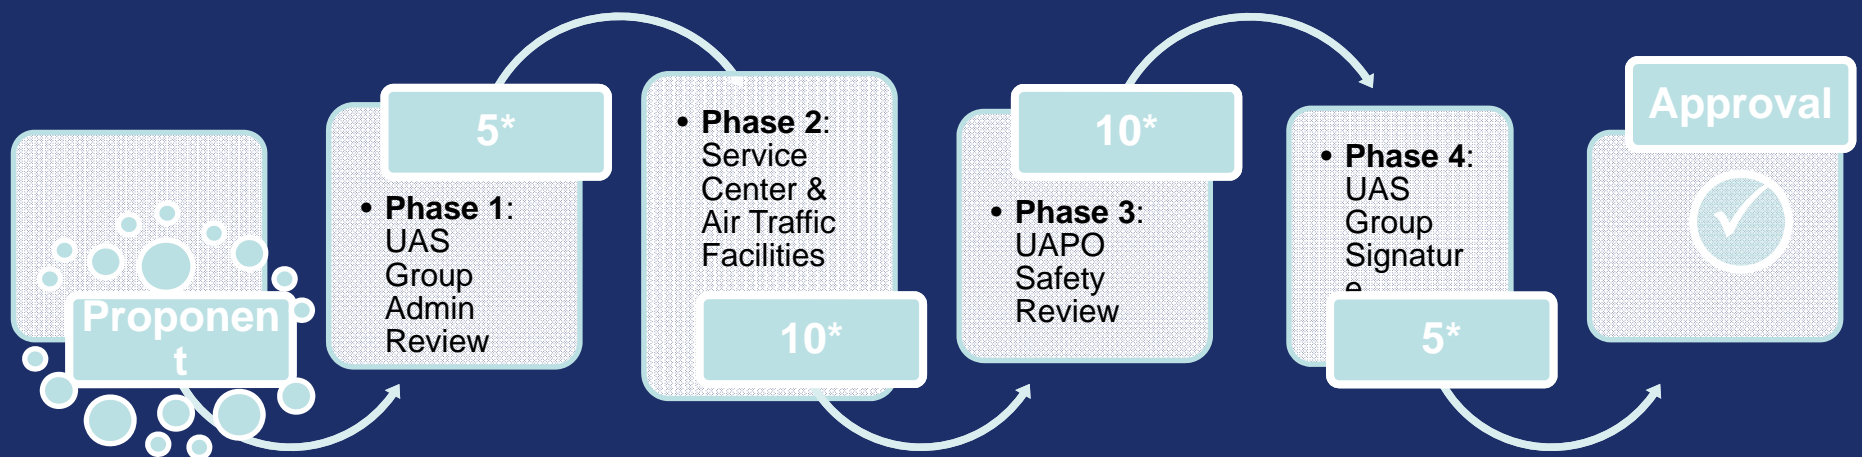 Proponen
t
5*
• Phase 1:
UAS
Group
Admin
Review
• Phase 2:
Service
Center &
Air Traffic
Facilities
10*
10*
• Phase 3:
UAPO
Safety
Review
• Phase 4:
UAS
Group
Signatur
e
5*
Approval